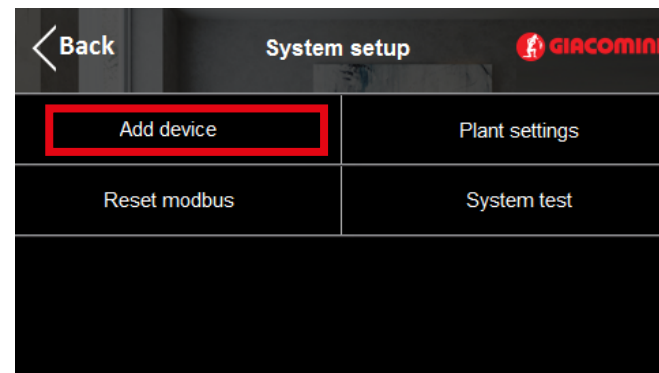 Back System setup GIACOMINI
Add device Plant settings
Reset modbus System test